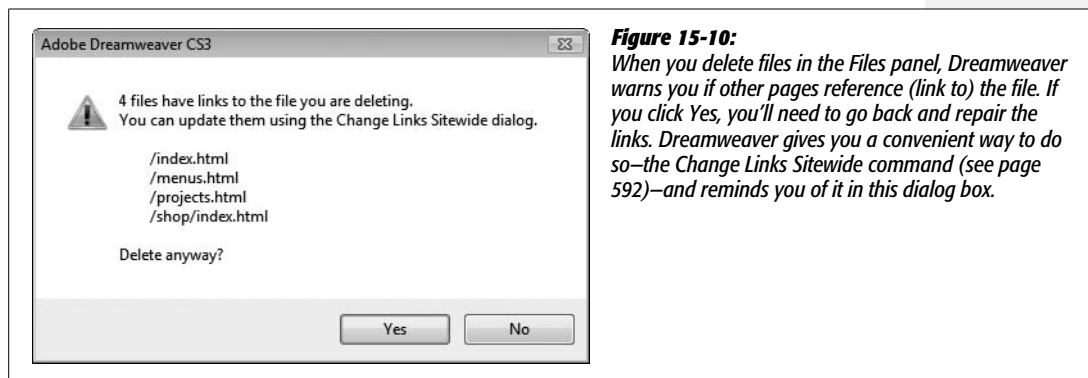 Adobe Dreamweaver CS3
4 files have links to the file you are deleting.
You can update them using the Change Links Sitewide dialog.
/index.html
/menus.html
/projects.html
/shop/index.html
Delete anyway?
Yes
No
Figure 15-10:
When you delete files in the Files panel, Dreamweaver
warns you if other pages reference (link to) the file. If
you click Yes, you’ll need to go back and repair the
links. Dreamweaver gives you a convenient way to do
so—the Change Links Sitewide command (see page
592)—and reminds you of it in this dialog box.